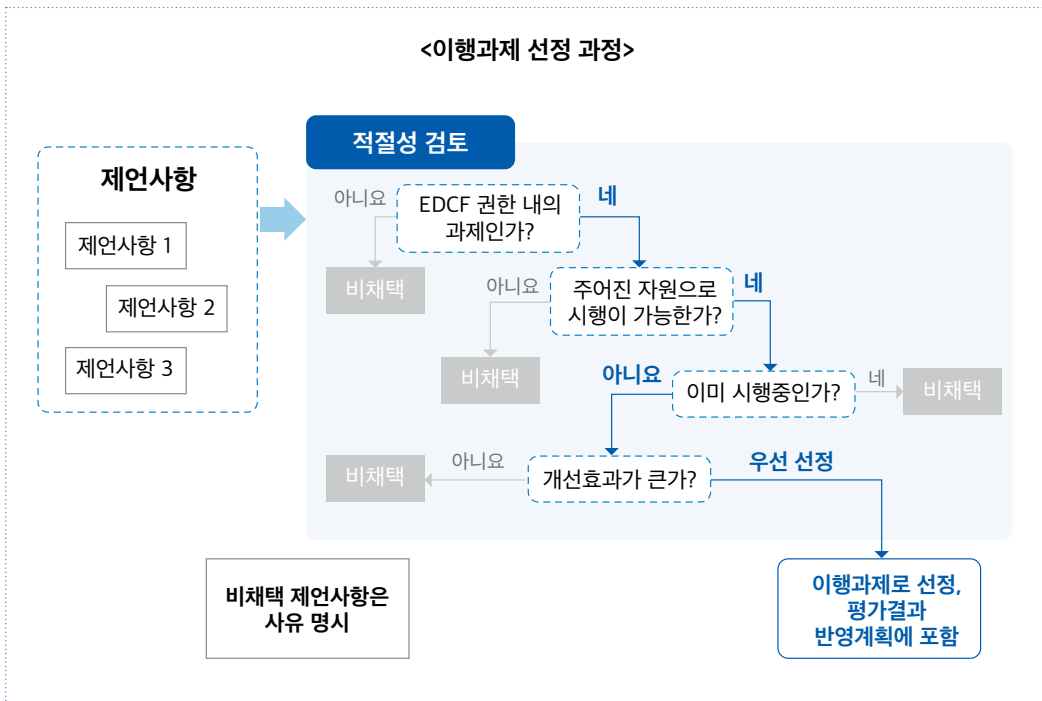 <이행과제 선정 과정>
제언사항
제언사항 1
제언사항 2
제언사항 3
적절성 검토
아니요
EDCF 권한 내의
과제인가?
네
비채택
아니요
주어진 자원으로
시행이 가능한가?
네
비채택
아니요
이미 시행중인가?
네
비채택
비채택
아니요
개선효과가 큰가?
우선 선정
비채택 제언사항은
사유 명시
이행과제로 선정,
평가결과
반영계획에 포함